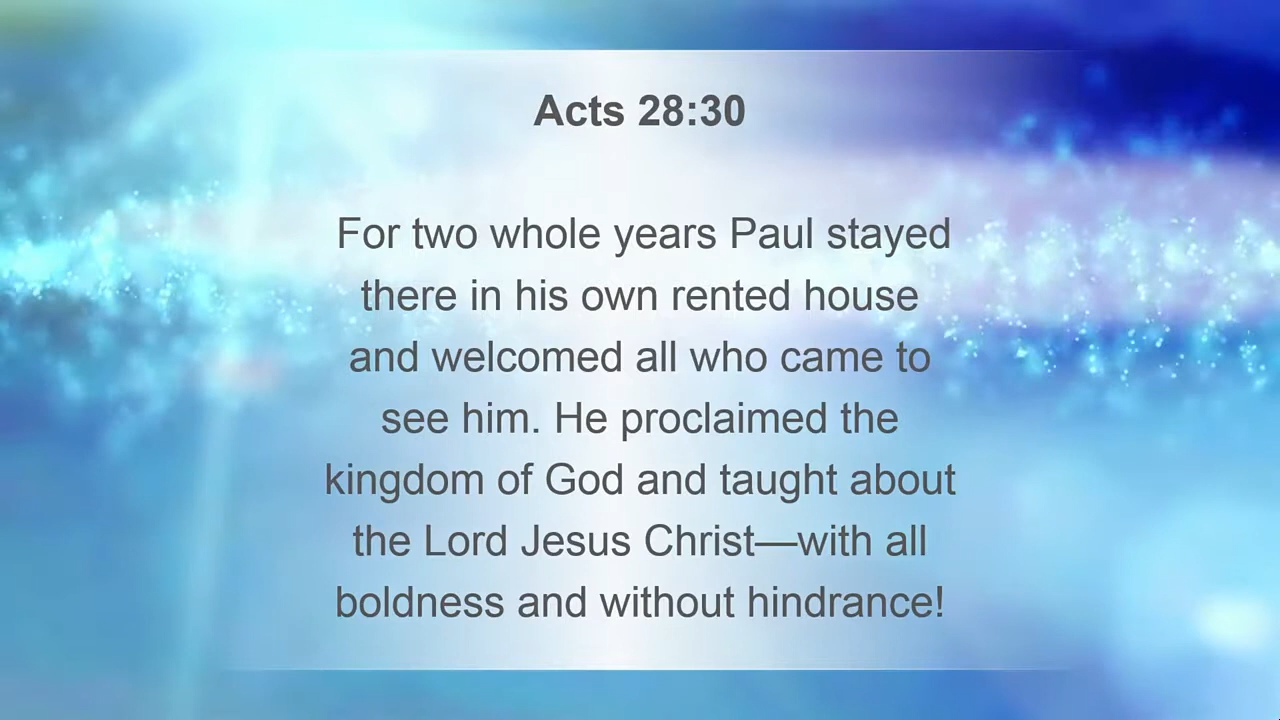 Acts 28:30
For two whole years Paul stayed
there in his own rented house
and welcomed all who came to
see him. He proclaimed the
kingdom of God and taught about
the Lord Jesus Christ—with all
boldness and without hindrance!